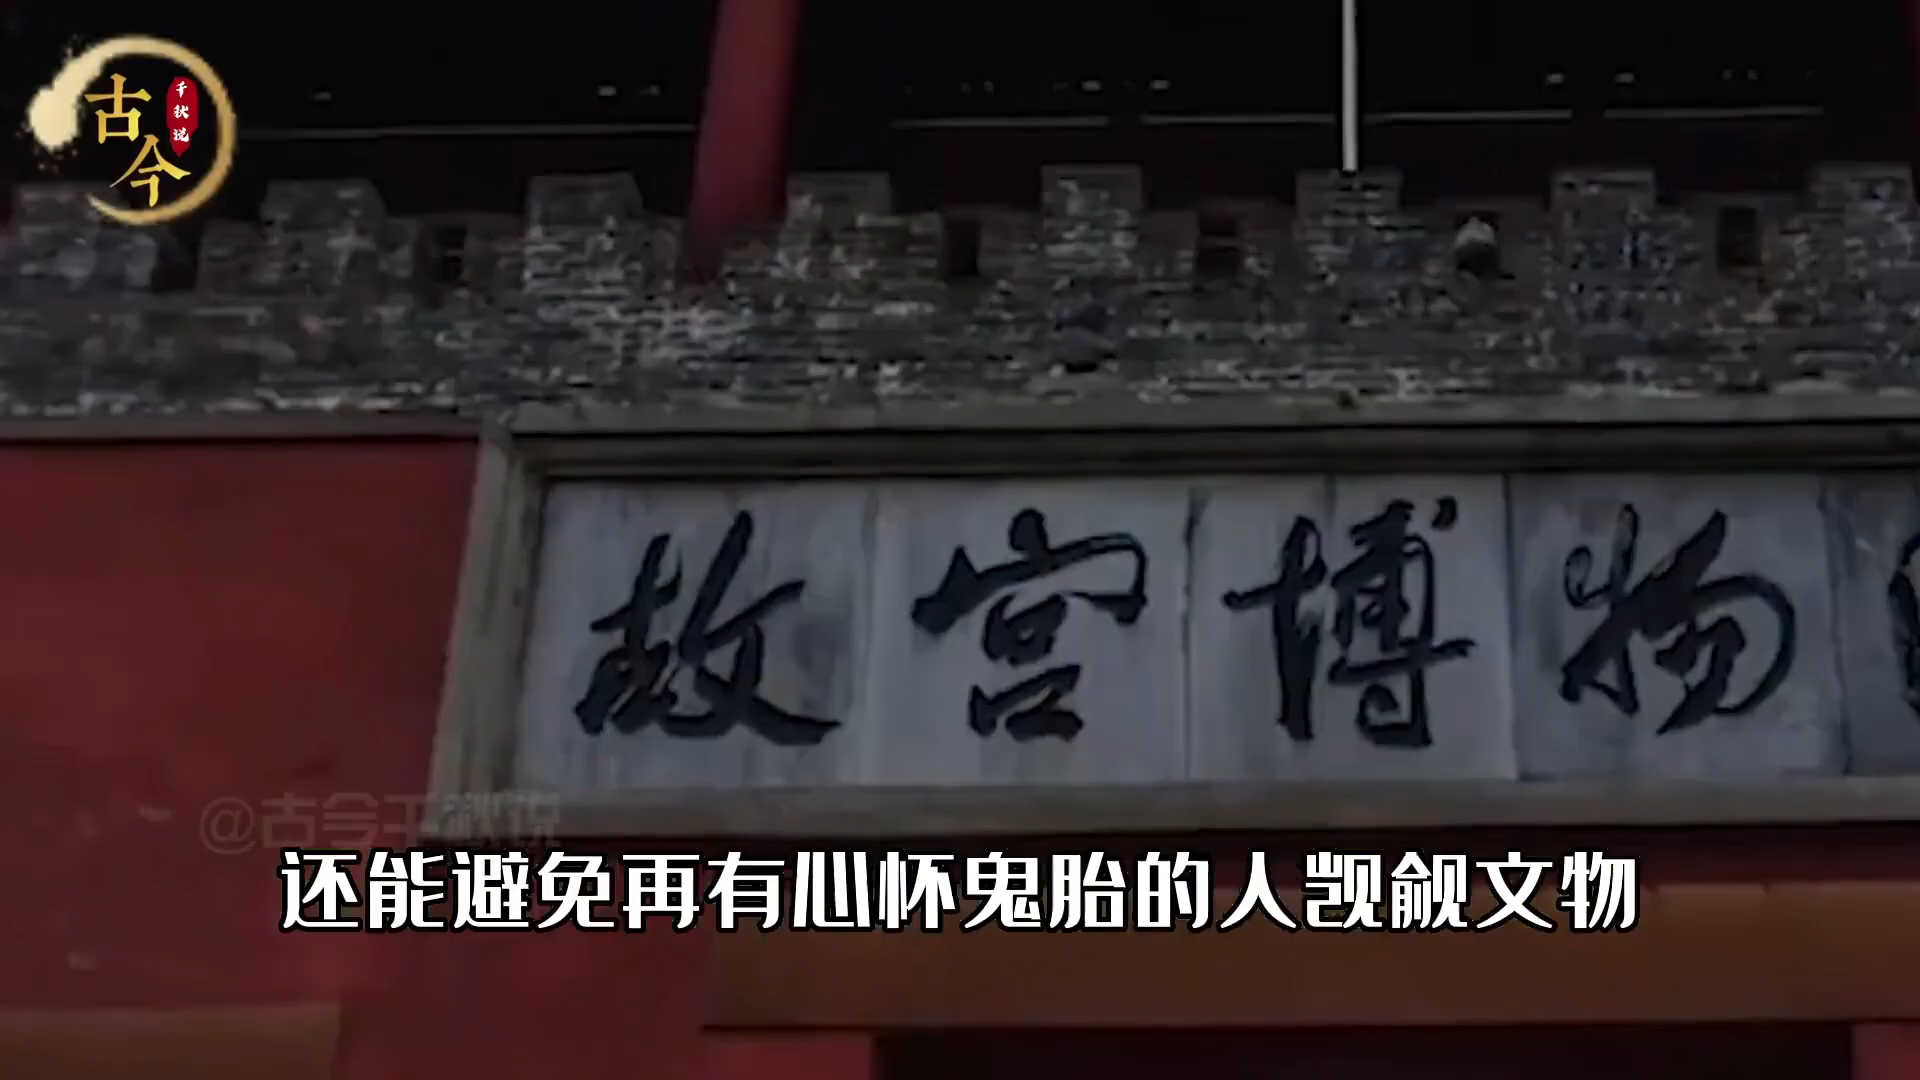 古今
千秋说
故宫博物
@古今千秋说
还能避免再有心怀鬼胎的人觊觎文物